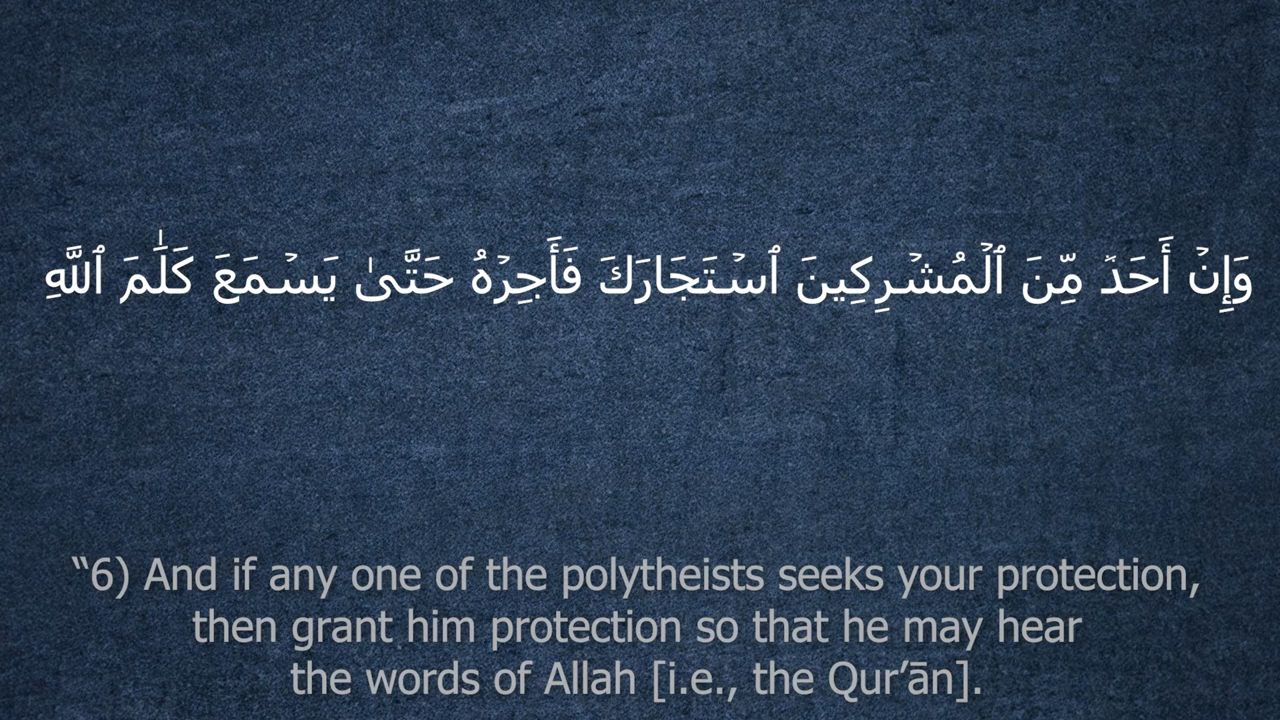 وَإِنۡ أَحَدٞ مِّنَ ٱلۡمُشۡرِكِينَ ٱسۡتَجَارَكَ فَأَجِرۡهُ حَتَّىٰ يَسۡمَعَ كَلَٰمَ ٱللَّهِ
“6) And if any one of the polytheists seeks your protection,
then grant him protection so that he may hear
the words of Allah [i.e., the Qur’ān].